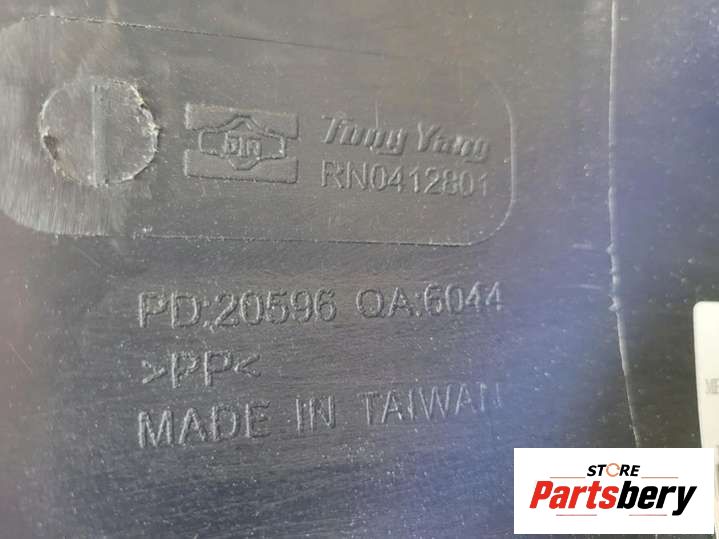 Tong Yang
RN0412801
PD:20596 QA:6044
>PP<
MADE IN TAIWAN
STORE
Partsbery